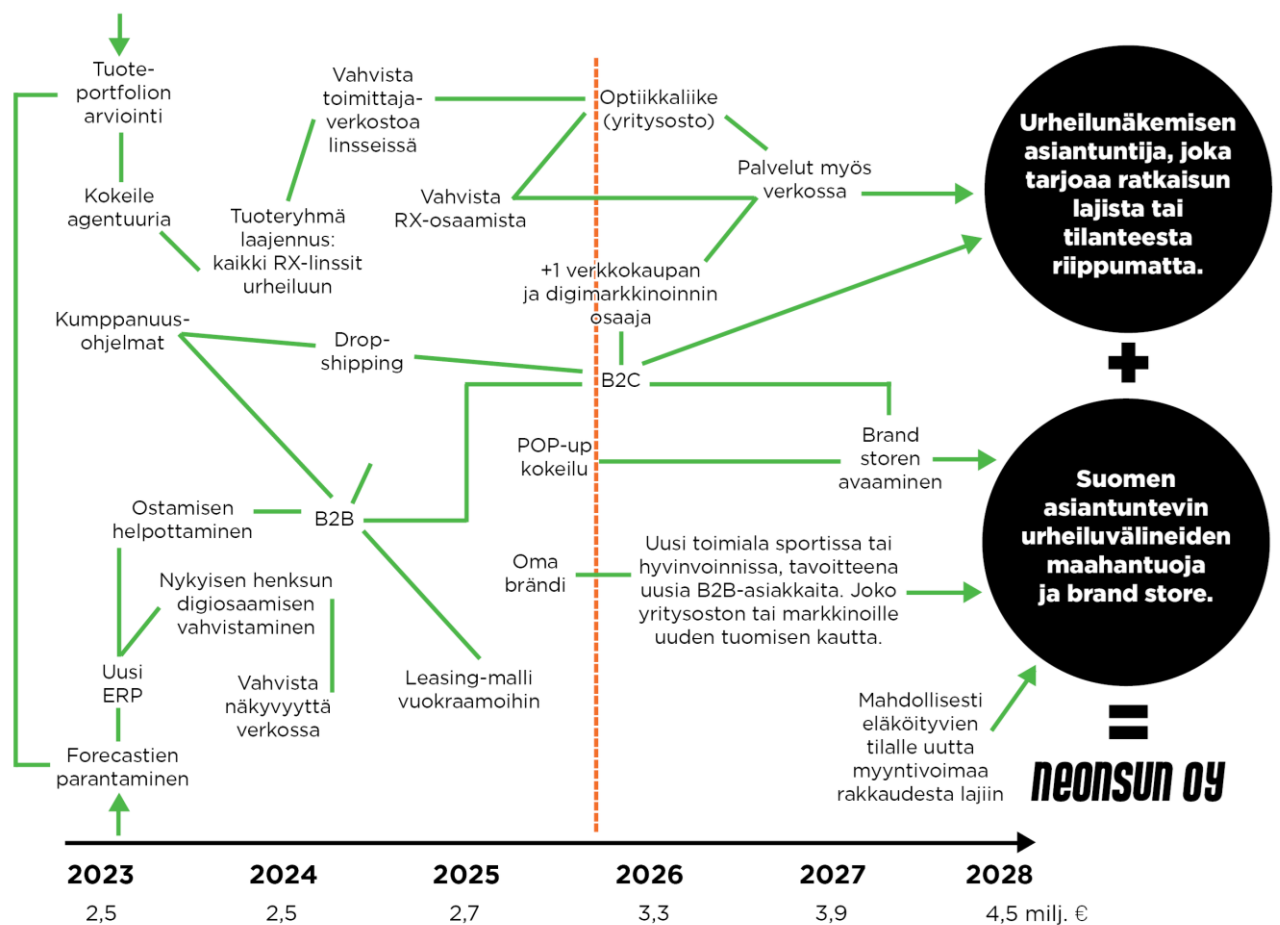 Tuote-
portfolion
arviointi
Kokeile
agentuuria
Vahvista
toimittaja-
verkostoa
linsseissä
Tuoteryhmä
laajennus:
kaikki RX-linssit
urheiluun
Optiikkaliike
(yritysosto)
Vahvista
RX-osaamista
Palvelut myös
verkossa
+1 verkkokaupan
ja digimarkkinoinnin
osaaja
Urheilunäkemisen
asiantuntija, joka
tarjoaa ratkaisun
lajista tai
tilanteesta
riippumatta.
+
Kumppanuus-
ohjelmat
Drop-
shipping
B2C
POP-up
kokeilu
Brand
storen
avaaminen
Ostamisen
helpottaminen
B2B
Oma
brändi
Uusi toimiala sportissa tai
hyvinvoinnissa, tavoitteena
uusia B2B-asiakkaita. Joko
yritysoston tai markkinoille
uuden tuomisen kautta.
Suomen
asiantuntevin
urheiluvälineiden
maahantuoja
ja brand store.
Nykyisen henksun
digiosaamisen
vahvistaminen
Uusi
ERP
Vahvista
näkyvyyttä
verkossa
Leasing-malli
vuokraamoihin
Forecastien
parantaminen
Mahdollisesti
eläköityvien
tilalle uutta
myyntivoimaa
rakkaudesta lajiin
=
neonsun oy
2023 2024 2025 2026 2027 2028
2,5 2,5 2,7 3,3 3,9 4,5 milj. €